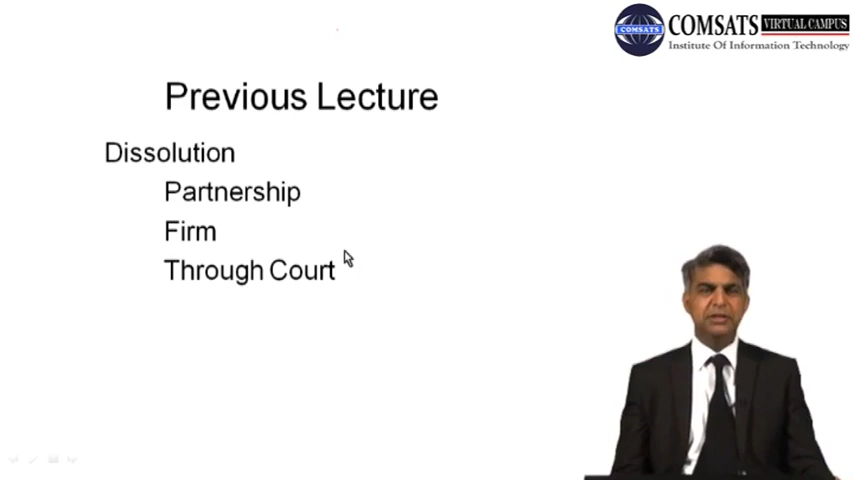 COMSATS VIRTUAL CAMPUS
COMSATS
Institute Of Information Technology
Previous Lecture
Dissolution
Partnership
Firm
Through Court